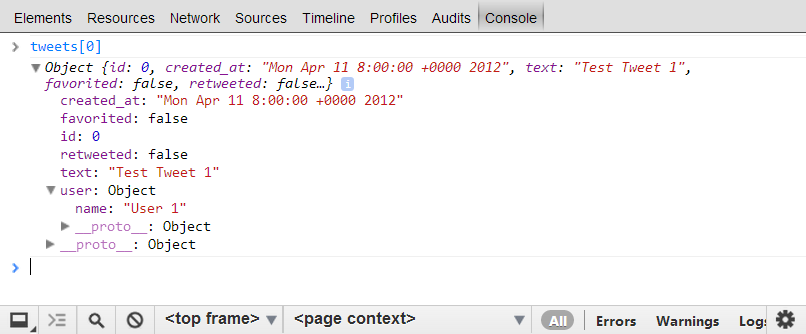 Elements Resources Network Sources Timeline Profiles Audits Console
> tweets[0]
▼Object {id: 0, created_at: "Mon Apr 11 8:00:00 +0000 2012", text: "Test Tweet 1",
favorited: false, retweeted: false…} i
created_at: "Mon Apr 11 8:00:00 +0000 2012"
favorited: false
id: 0
retweeted: false
text: "Test Tweet 1"
▼user: Object
name: "User 1"
▶__proto__: Object
▶__proto__: Object
>
<top frame> ▼ <page context> ▼ All Errors Warnings Logs